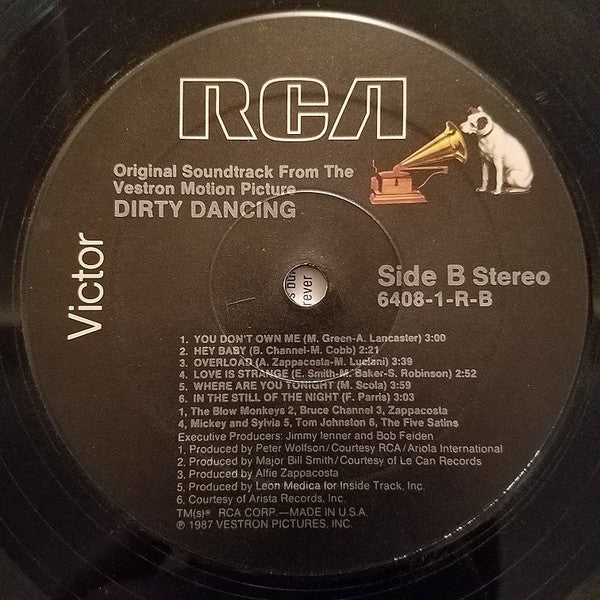 RCA
Original Soundtrack From The
Vestron Motion Picture
DIRTY DANCING
Victor
Side B Stereo
6408-1-R-B
rever
1. YOU DON'T OWN ME (M. Green-A. Lancaster) 3:00
2. HEY BABY (B. Channel-M. Cobb) 2:21
3. OVERLOAD (A. Zappacosta-M. Luciani) 3:39
4. LOVE IS STRANGE (E. Smith-M. Baker-S. Robinson) 2:52
5. WHERE ARE YOU TONIGHT (M. Scola) 3:59
6. IN THE STILL OF THE NIGHT (F. Parris) 3:03
1, The Blow Monkeys 2, Bruce Channel 3, Zappacosta
4, Mickey and Sylvia 5, Tom Johnston 6, The Five Satins
Executive Producers: Jimmy Ienner and Bob Feiden
1. Produced by Peter Wolfson/Courtesy RCA/Ariola International
2. Produced by Major Bill Smith/Courtesy of Le Can Records
3. Produced by Alfie Zappacosta
5. Produced by Leon Medica for Inside Track, Inc.
6. Courtesy of Arista Records, Inc.
TM(s)® RCA CORP.—MADE IN U.S.A.
℗ 1987 VESTRON PICTURES, INC.